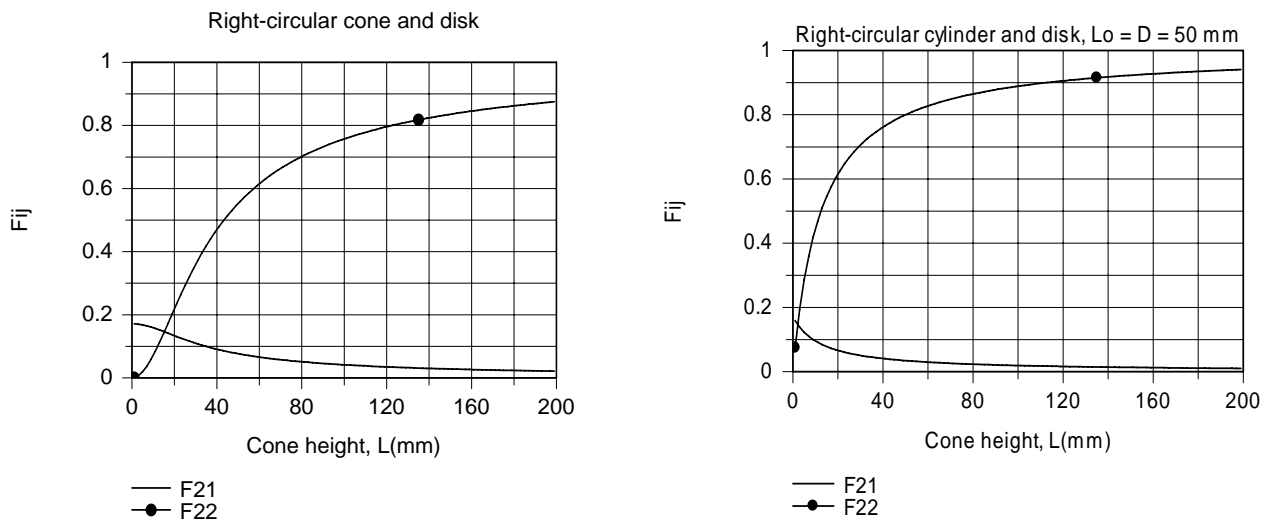 Right-circular cone and disk
1
0.8
0.6
0.4
0.2
0
Fij
0 40 80 120 160 200
Cone height, L(mm)
F21
F22
Right-circular cylinder and disk, Lo = D = 50 mm
1
0.8
0.6
0.4
0.2
0
Fij
0 40 80 120 160 200
Cone height, L(mm)
F21
F22